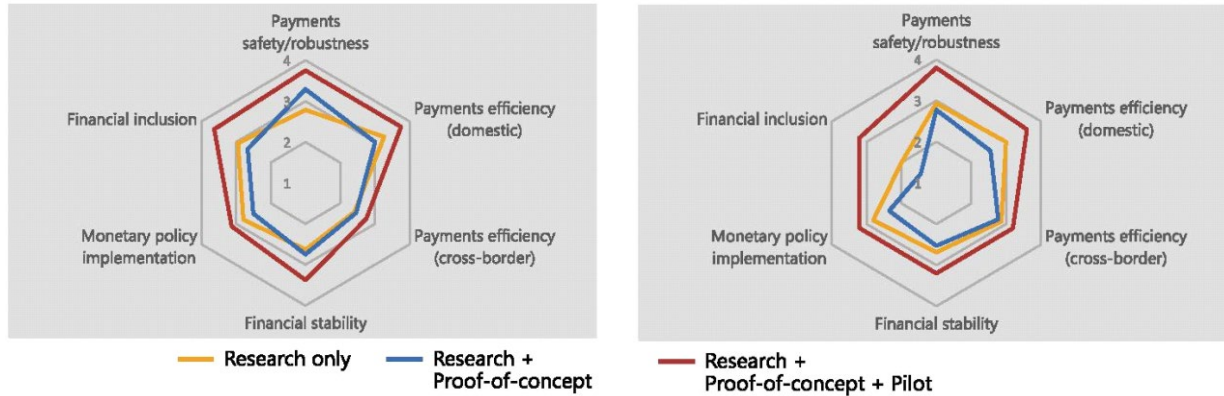 Payments
safety/robustness
4
3
2
1
Payments efficiency
(domestic)
Payments efficiency
(cross-border)
Financial stability
Monetary policy
implementation
Financial inclusion
Payments
safety/robustness
4
3
2
1
Payments efficiency
(domestic)
Payments efficiency
(cross-border)
Financial stability
Monetary policy
implementation
Financial inclusion
Research only
Research +
Proof-of-concept
Research +
Proof-of-concept + Pilot